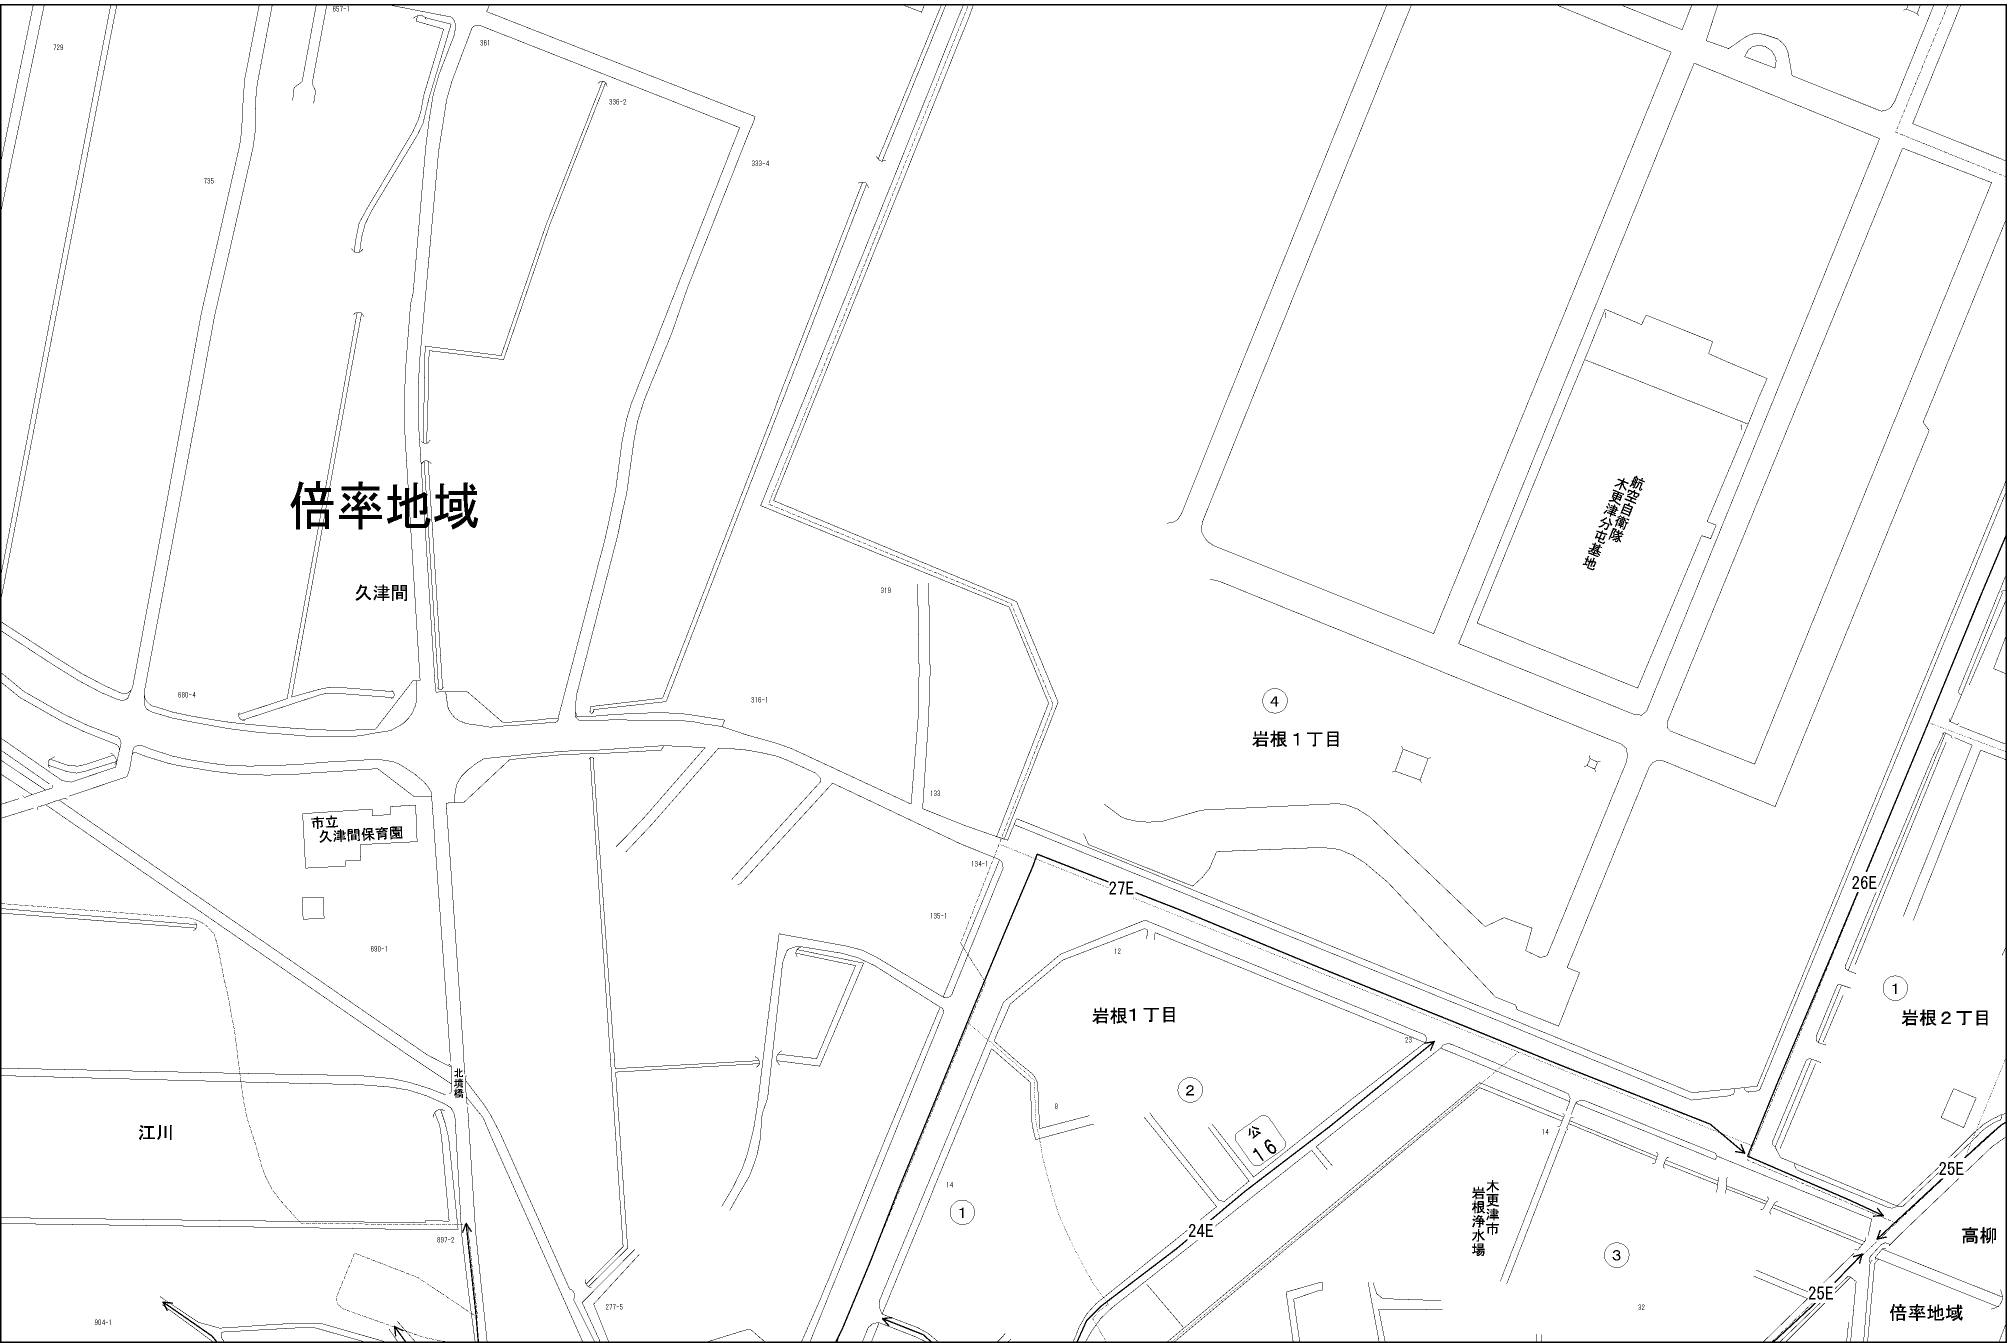 657-1
729
361
336-2
333-4
735
倍率地域
久津間
航空自衛隊
木更津分屯基地
1
319
680-4
316-1
④
岩根1丁目
133
市立
久津間保育園
134-1
27E
26E
135-1
690-1
12
岩根1丁目
①
岩根2丁目
23
北墳橋
②
8
公
16
14
江川
25E
14
①
木更津市
岩根浄水場
24E
897-2
③
高柳
25E
277-5
32
904-1
倍率地域